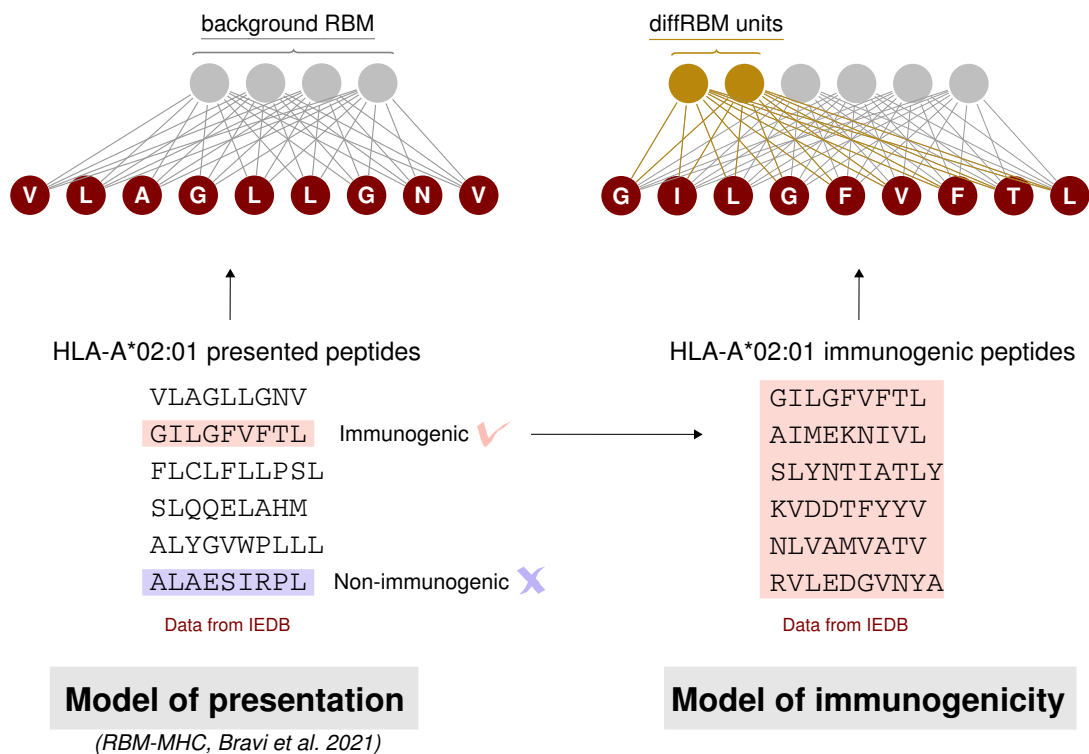 background RBM
V L A G L L G N V
HLA-A*02:01 presented peptides
VLAGLLGNV
GILGFVFTL Immunogenic
FLCLFLLPSL
SLQQELAHM
ALYGVWPLLL
ALAESIRPL Non-immunogenic
Data from IEDB
Model of presentation
(RBM-MHC, Bravi et al. 2021)
diffRBM units
G I L G F V F T L
HLA-A*02:01 immunogenic peptides
GILGFVFTL
AIMEKNIVL
SLYNTIATLY
KVDDTFYYV
NLVAMVATV
RVLEDGVNYA
Data from IEDB
Model of immunogenicity